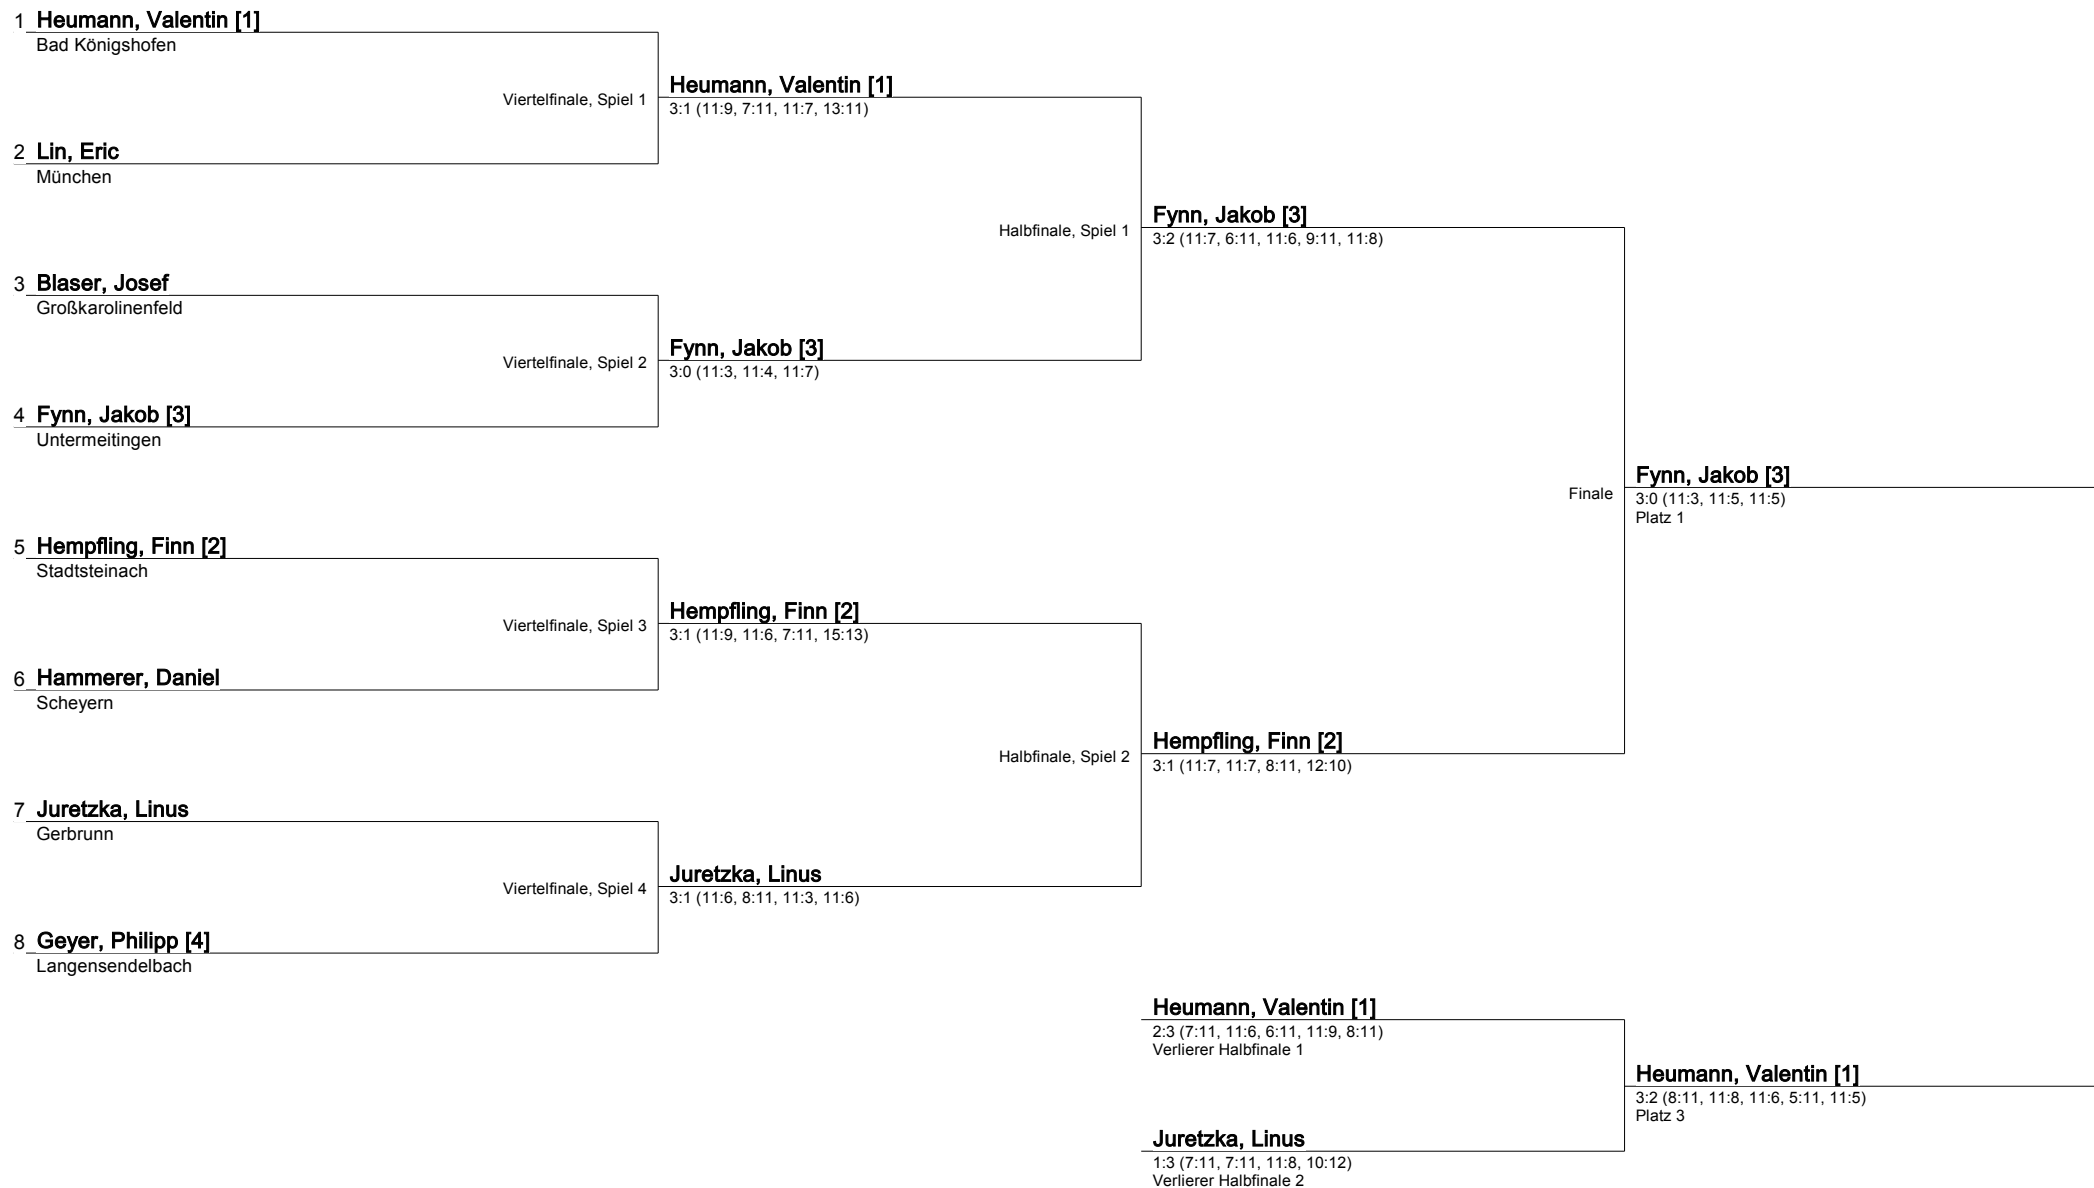 1 Heumann, Valentin [1]
Bad Königshofen
Viertelfinale, Spiel 1
Heumann, Valentin [1]
3:1 (11:9, 7:11, 11:7, 13:11)
2 Lin, Eric
München
Halbfinale, Spiel 1
Fynn, Jakob [3]
3:2 (11:7, 6:11, 11:6, 9:11, 11:8)
3 Blaser, Josef
Großkarolinenfeld
Viertelfinale, Spiel 2
Fynn, Jakob [3]
3:0 (11:3, 11:4, 11:7)
4 Fynn, Jakob [3]
Untermeitingen
Finale
Fynn, Jakob [3]
3:0 (11:3, 11:5, 11:5)
Platz 1
5 Hempfling, Finn [2]
Stadtsteinach
Viertelfinale, Spiel 3
Hempfling, Finn [2]
3:1 (11:9, 11:6, 7:11, 15:13)
6 Hammerer, Daniel
Scheyern
Halbfinale, Spiel 2
Hempfling, Finn [2]
3:1 (11:7, 11:7, 8:11, 12:10)
7 Juretzka, Linus
Gerbrunn
Viertelfinale, Spiel 4
Juretzka, Linus
3:1 (11:6, 8:11, 11:3, 11:6)
8 Geyer, Philipp [4]
Langensendelbach
Heumann, Valentin [1]
2:3 (7:11, 11:6, 6:11, 11:9, 8:11)
Verlierer Halbfinale 1
Heumann, Valentin [1]
3:2 (8:11, 11:8, 11:6, 5:11, 11:5)
Platz 3
Juretzka, Linus
1:3 (7:11, 7:11, 11:8, 10:12)
Verlierer Halbfinale 2